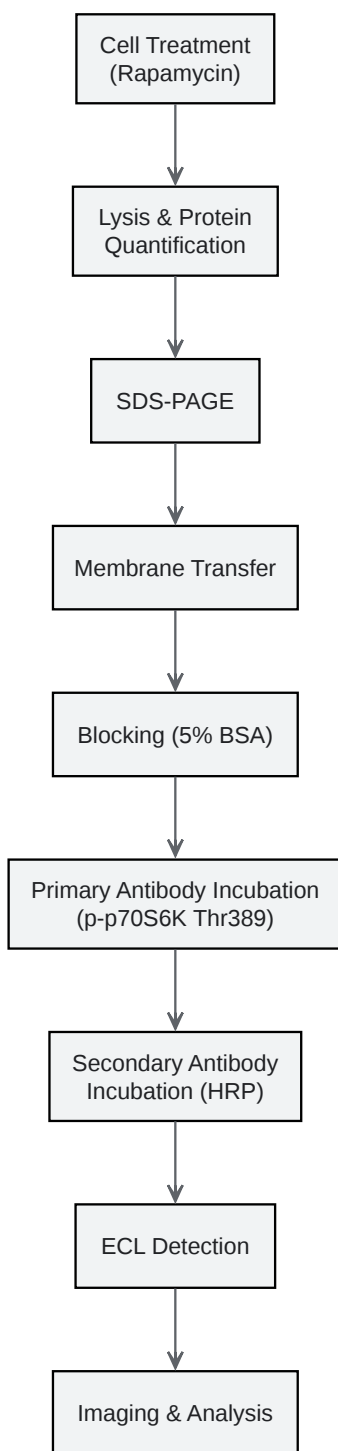 Cell Treatment
(Rapamycin)
Lysis & Protein
Quantification
SDS-PAGE
Membrane Transfer
Blocking (5% BSA)
Primary Antibody Incubation
(p-p70S6K Thr389)
Secondary Antibody
Incubation (HRP)
ECL Detection
Imaging & Analysis